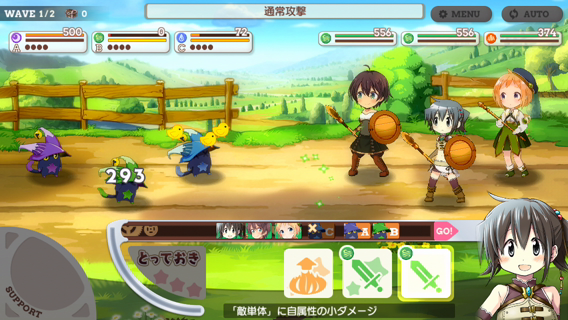 WAVE 1/2 0
通常攻撃
MENU
AUTO
500
0
72
A
B
C
556
556
374
293
C
A
B
GO!
とっておき
SUPPORT
「敵単体」に自属性の小ダメージ